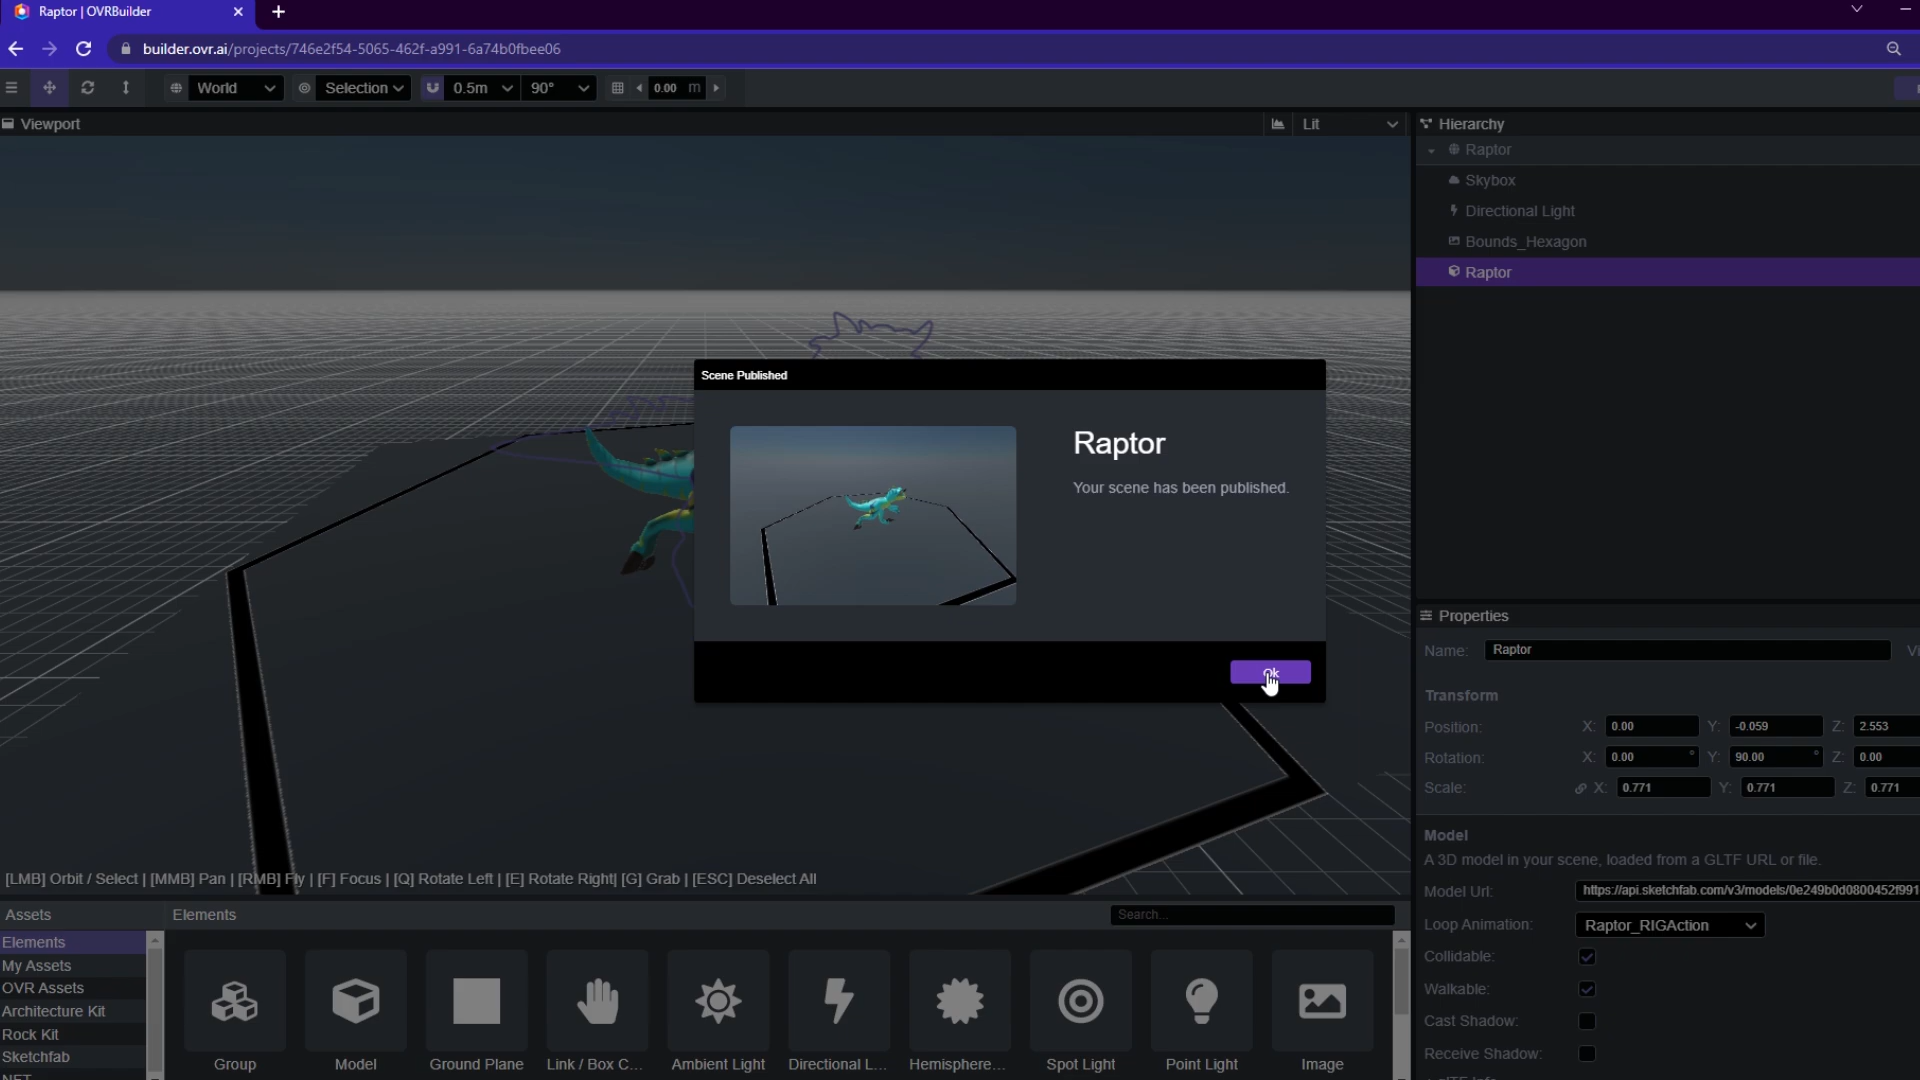 Raptor | OVRBuilder
builder.ovr.ai/projects/746e2f54-5065-462f-a991-6a74b0fbee06
World
Selection
0.5m
90°
0.00 m
Viewport
Lit
Hierarchy
Raptor
Skybox
Directional Light
Bounds_Hexagon
Raptor
Scene Published
Raptor
Your scene has been published.
Ok
Properties
Name: Raptor
Transform
Position: X: 0.00 Y: -0.059 Z: 2.553
Rotation: X: 0.00 ° Y: 90.00 ° Z: 0.00
Scale: X: 0.771 Y: 0.771 Z: 0.771
Model
A 3D model in your scene, loaded from a GLTF URL or file.
Model Url: https://api.sketchfab.com/v3/models/0e249b0d0800452f991
Loop Animation: Raptor_RIGAction
Collidable:
Walkable:
Cast Shadow:
Receive Shadow:
[LMB] Orbit / Select | [MMB] Pan | [RMB] Fly | [F] Focus | [Q] Rotate Left | [E] Rotate Right| [G] Grab | [ESC] Deselect All
Assets
Elements
My Assets
OVR Assets
Architecture Kit
Rock Kit
Sketchfab
Elements
Search...
Group
Model
Ground Plane
Link / Box C...
Ambient Light
Directional L...
Hemisphere...
Spot Light
Point Light
Image